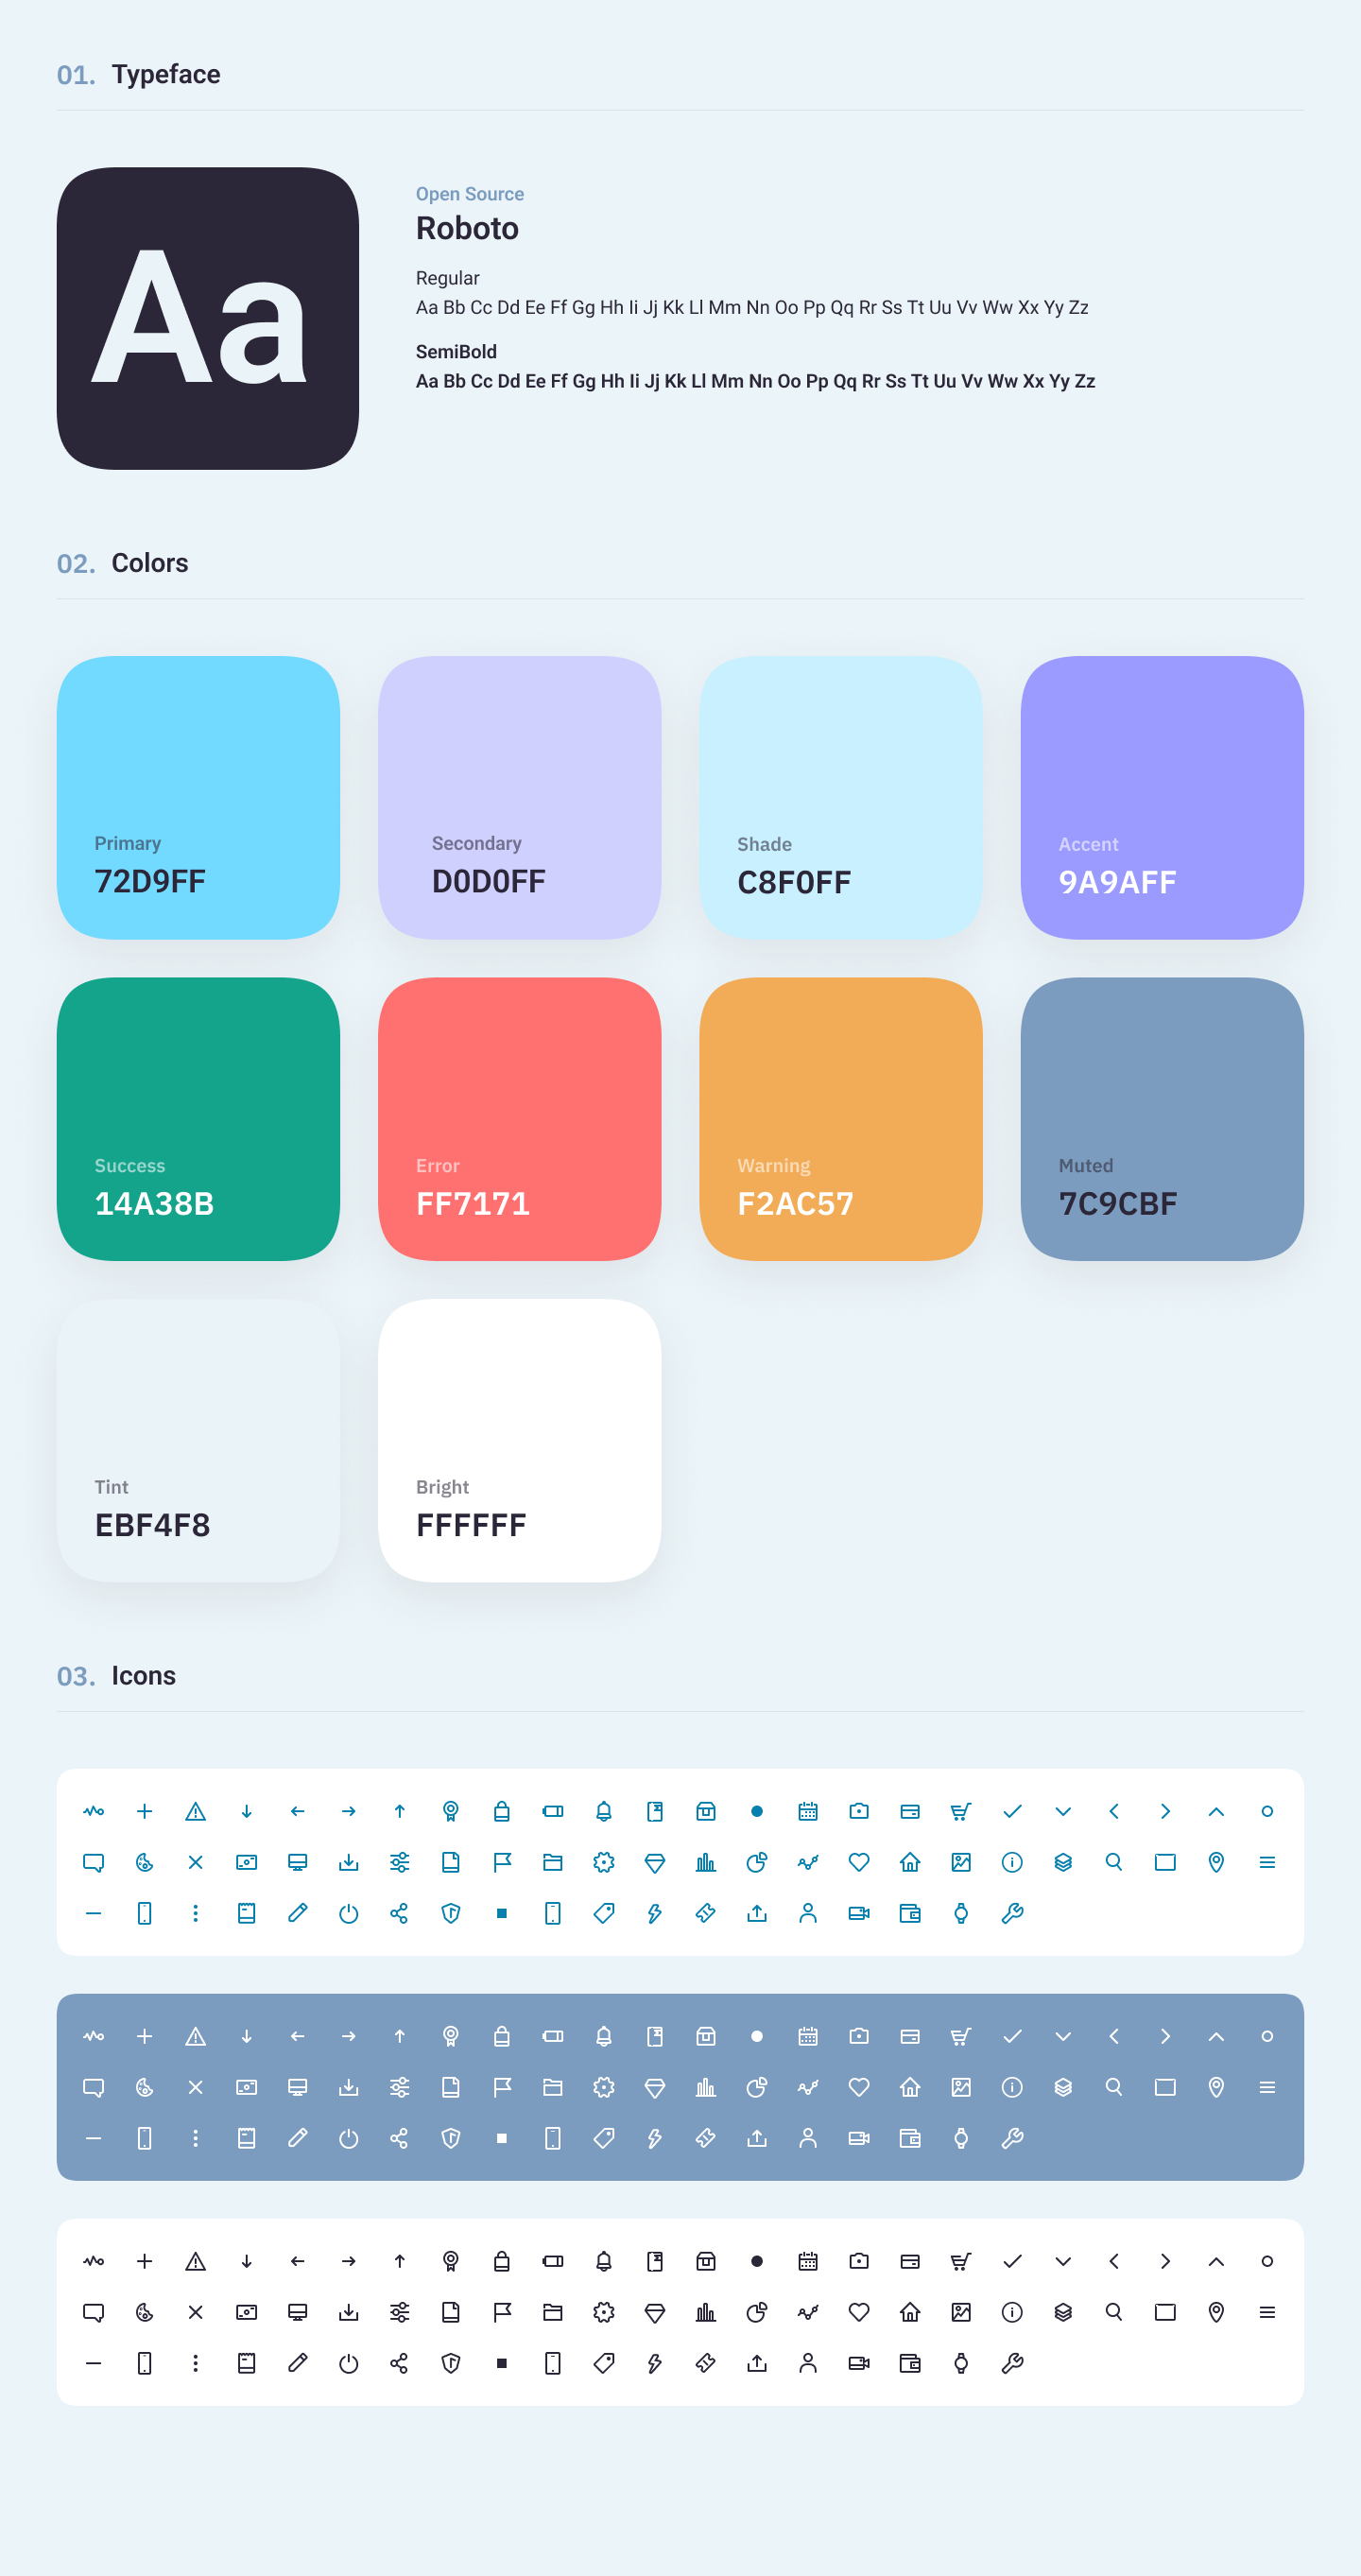 01. Typeface
Aa
Open Source
Roboto
Regular
Aa Bb Cc Dd Ee Ff Gg Hh Ii Jj Kk Ll Mm Nn Oo Pp Qq Rr Ss Tt Uu Vv Ww Xx Yy Zz
SemiBold
Aa Bb Cc Dd Ee Ff Gg Hh Ii Jj Kk Ll Mm Nn Oo Pp Qq Rr Ss Tt Uu Vv Ww Xx Yy Zz
02. Colors
Primary
72D9FF
Secondary
D0D0FF
Shade
C8F0FF
Accent
9A9AFF
Success
14A38B
Error
FF7171
Warning
F2AC57
Muted
7C9CBF
Tint
EBF4F8
Bright
FFFFFF
03. Icons